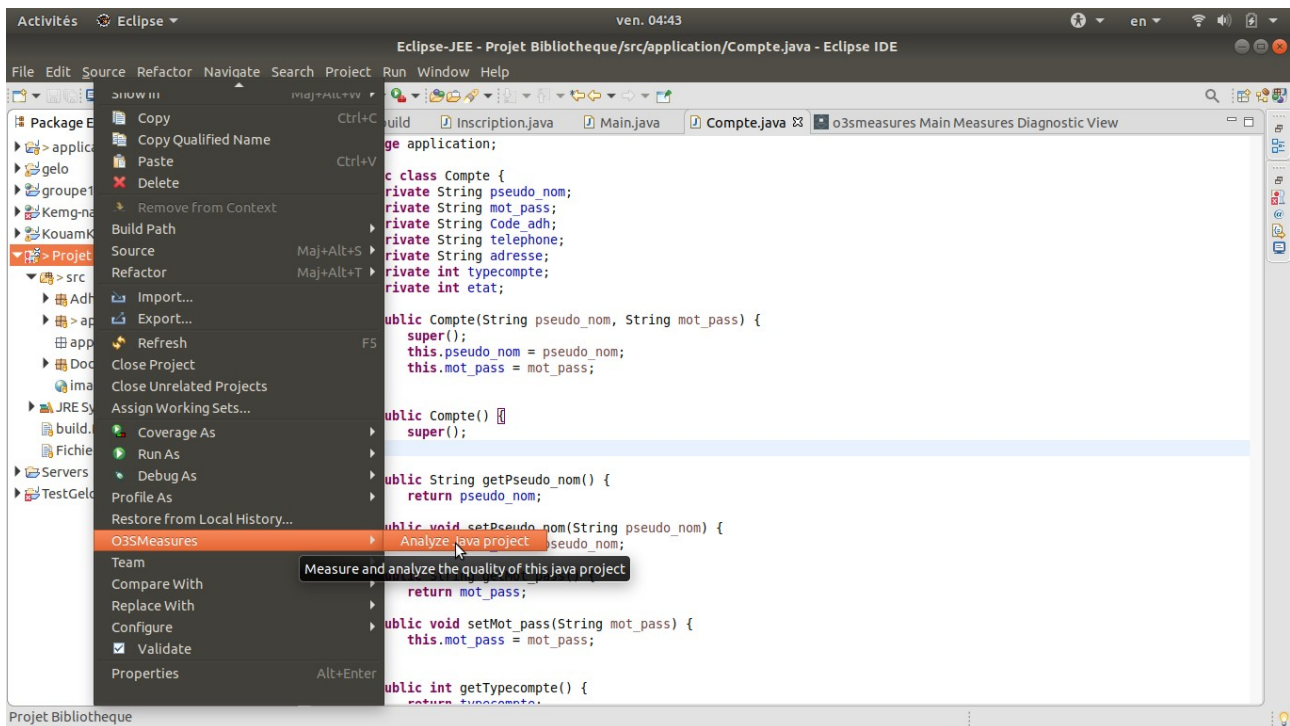 Activités Eclipse ven. 04:43 en
Eclipse-JEE - Projet Bibliotheque/src/application/Compte.java - Eclipse IDE
File Edit Source Refactor Navigate Search Project Run Window Help
Show In Maj+Alt+W
Package E
> applica
gelo
groupe1
Kemg-na
KouamK
> Projet
> src
Adh
> ap
app
Doc
ima
JRE Sy
build.
Fichie
Servers
TestGelo
Copy Ctrl+C
Copy Qualified Name
Paste Ctrl+V
Delete
Remove from Context
Build Path
Source Maj+Alt+S
Refactor Maj+Alt+T
Import...
Export...
Refresh F5
Close Project
Close Unrelated Projects
Assign Working Sets...
Coverage As
Run As
Debug As
Profile As
Restore from Local History...
O3SMeasures
Team
Compare With
Replace With
Configure
Validate
Properties Alt+Enter
Analyze Java project
Measure and analyze the quality of this java project
uild Inscription.java Main.java Compte.java o3smeasures Main Measures Diagnostic View
ge application;
c class Compte {
rivate String pseudo_nom;
rivate String mot_pass;
rivate String Code_adh;
rivate String telephone;
rivate String adresse;
rivate int typecompte;
rivate int etat;
ublic Compte(String pseudo_nom, String mot_pass) {
super();
this.pseudo_nom = pseudo_nom;
this.mot_pass = mot_pass;
ublic Compte() {
super();
ublic String getPseudo_nom() {
return pseudo_nom;
ublic void setPseudo_nom(String pseudo_nom) {
pseudo_nom;
ublic String getMot_pass() {
return mot_pass;
ublic void setMot_pass(String mot_pass) {
this.mot_pass = mot_pass;
ublic int getTypecompte() {
return typecompte;
Projet Bibliotheque